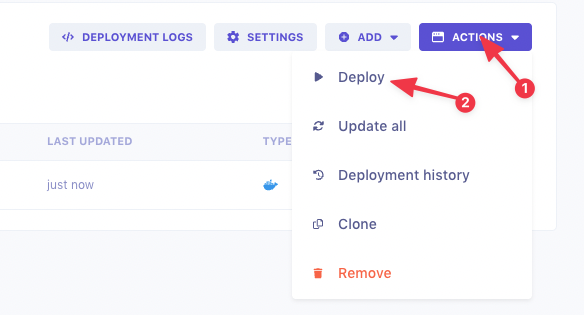 DEPLOYMENT LOGS SETTINGS ADD ACTIONS
1
Deploy
2
LAST UPDATED TYPE
Update all
just now
Deployment history
Clone
Remove